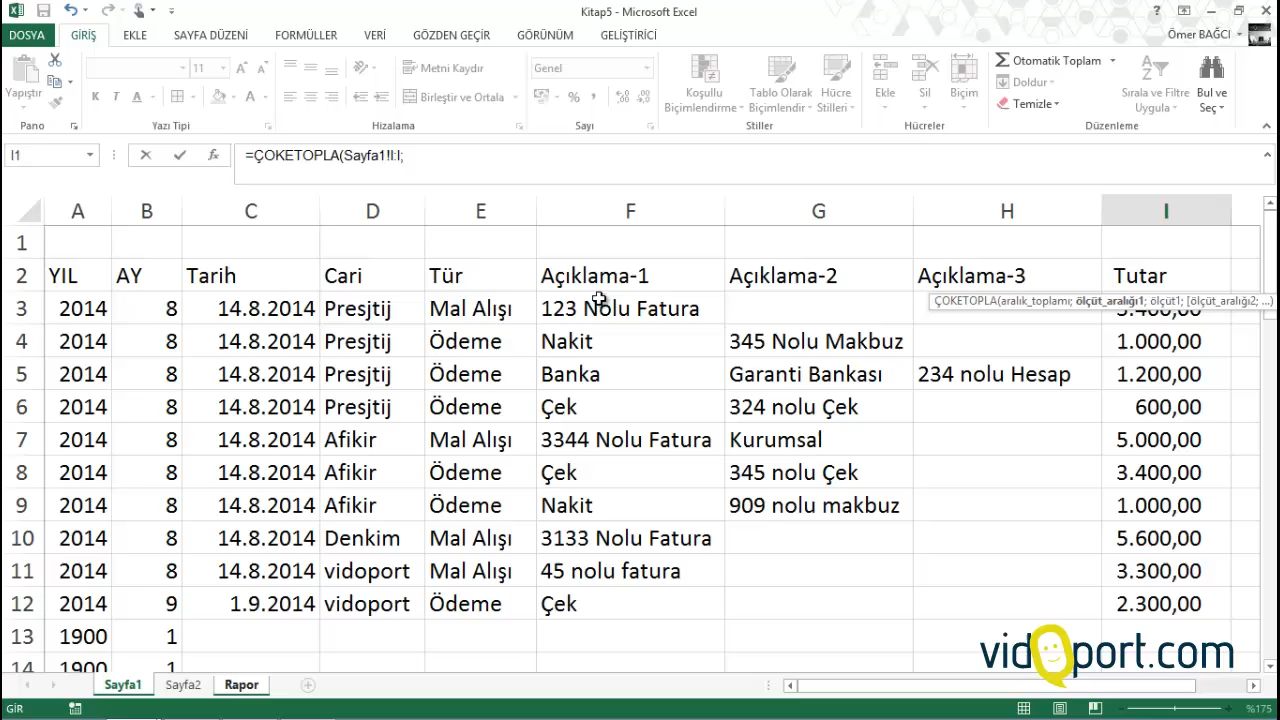 Kitap5 - Microsoft Excel
DOSYA GİRİŞ EKLE SAYFA DÜZENİ FORMÜLLER VERİ GÖZDEN GEÇİR GÖRÜNÜM GELİŞTİRİCİ Ömer BAĞCI
Yapıştır
11
K T A
A A
Metni Kaydır
Birleştir ve Ortala
Genel
Koşullu Biçimlendirme
Tablo Olarak Biçimlendir
Hücre Stilleri
Ekle Sil Biçim
Otomatik Toplam
Doldur
Temizle
Sırala ve Filtre Uygula
Bul ve Seç
Pano Yazı Tipi Hizalama Sayı Stiller Hücreler Düzenleme
I1 fx =ÇOKETOPLA(Sayfa1!I:I;
A B C D E F G H I
1
2 YIL AY Tarih Cari Tür Açıklama-1 Açıklama-2 Açıklama-3 Tutar
ÇOKETOPLA(aralık_toplamı; ölçüt_aralığı1; ölçüt1; [ölçüt_aralığı2; ...)
3 2014 8 14.8.2014 Presjtij Mal Alışı 123 Nolu Fatura 3.400,00
4 2014 8 14.8.2014 Presjtij Ödeme Nakit 345 Nolu Makbuz 1.000,00
5 2014 8 14.8.2014 Presjtij Ödeme Banka Garanti Bankası 234 nolu Hesap 1.200,00
6 2014 8 14.8.2014 Presjtij Ödeme Çek 324 nolu Çek 600,00
7 2014 8 14.8.2014 Afikir Mal Alışı 3344 Nolu Fatura Kurumsal 5.000,00
8 2014 8 14.8.2014 Afikir Ödeme Çek 345 nolu Çek 3.400,00
9 2014 8 14.8.2014 Afikir Ödeme Nakit 909 nolu makbuz 1.000,00
10 2014 8 14.8.2014 Denkim Mal Alışı 3133 Nolu Fatura 5.600,00
11 2014 8 14.8.2014 vidoport Mal Alışı 45 nolu fatura 3.300,00
12 2014 9 1.9.2014 vidoport Ödeme Çek 2.300,00
13 1900 1
14 1900 1
vidoport.com
Sayfa1 Sayfa2 Rapor
GİR %175